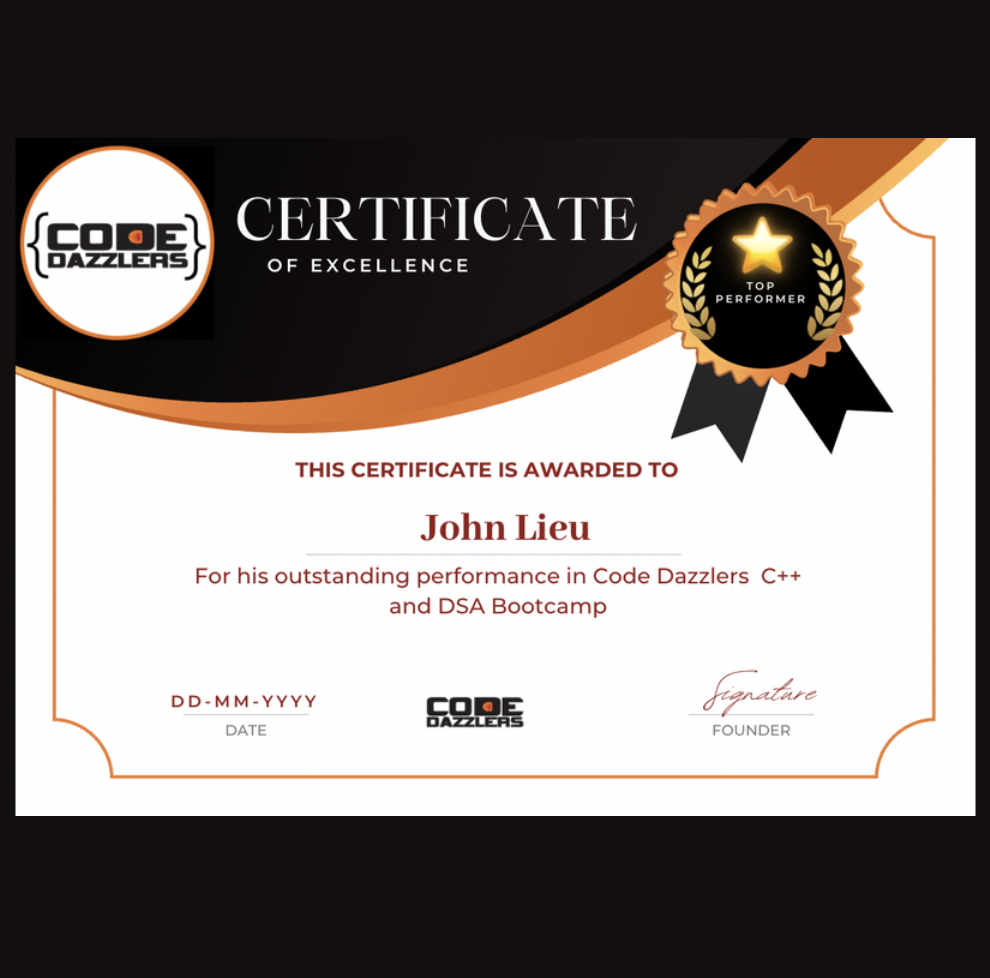 {CODE
DAZZLERS}
CERTIFICATE
OF EXCELLENCE
TOP
PERFORMER
THIS CERTIFICATE IS AWARDED TO
John Lieu
For his outstanding performance in Code Dazzlers  C++
and DSA Bootcamp
DD-MM-YYYY
DATE
CODE
DAZZLERS
Signature
FOUNDER